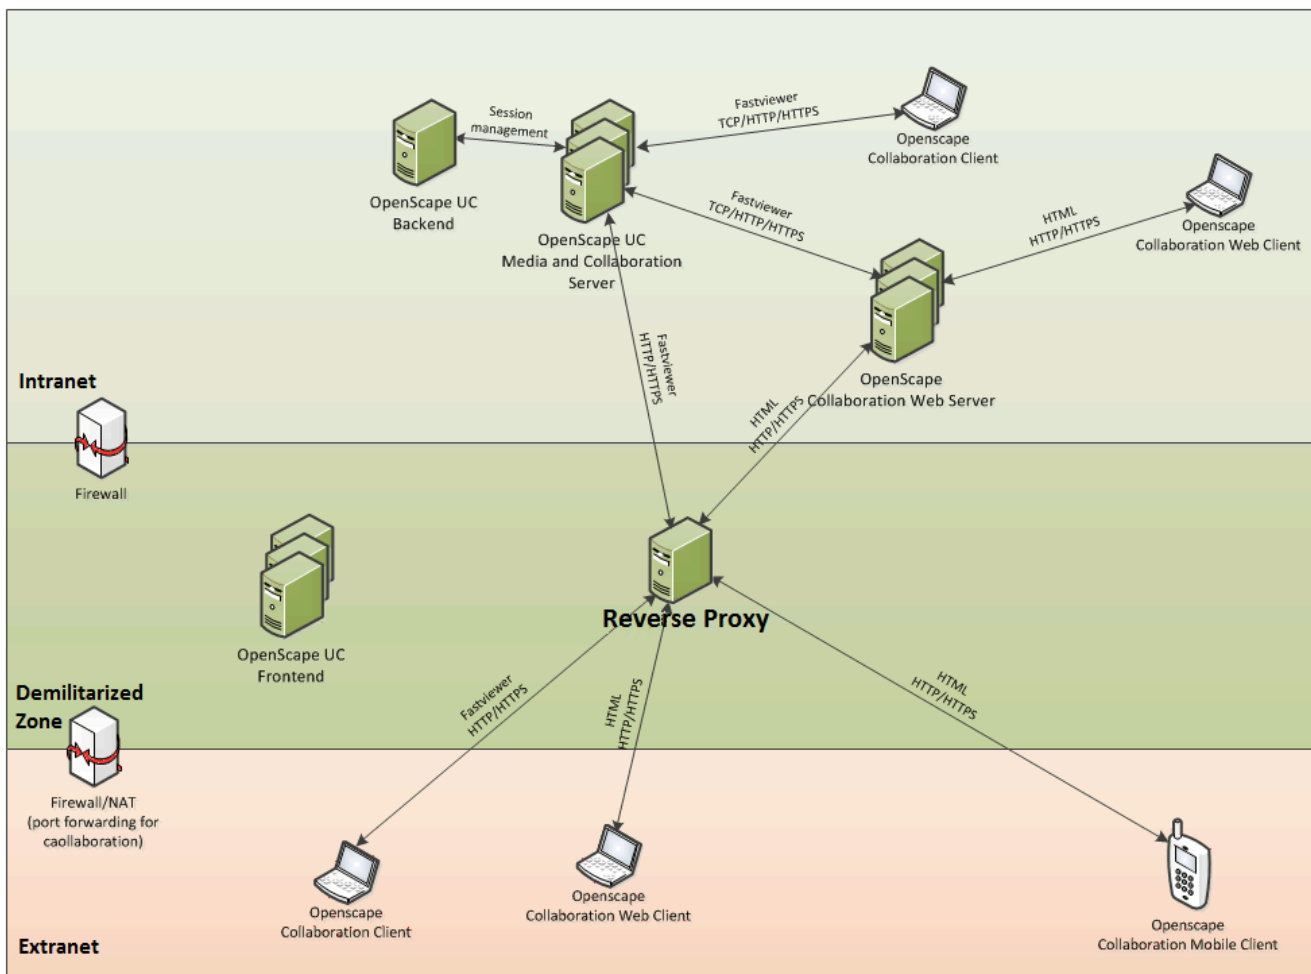 Session
management
Fastviewer
TCP/HTTP/HTTPS
Openscape
Collaboration Client
OpenScape UC
Backend
OpenScape UC
Media and Collaboration
Server
Fastviewer
TCP/HTTP/HTTPS
HTML
HTTP/HTTPS
Openscape
Collaboration Web Client
Fastviewer
HTTP/HTTPS
OpenScape
Collaboration Web Server
HTML
HTTP/HTTPS
Intranet
Firewall
Reverse Proxy
OpenScape UC
Frontend
Demilitarized
Zone
Fastviewer
HTTP/HTTPS
HTML
HTTP/HTTPS
HTML
HTTP/HTTPS
Firewall/NAT
(port forwarding for
caollaboration)
Openscape
Collaboration Client
Openscape
Collaboration Web Client
Openscape
Collaboration Mobile Client
Extranet